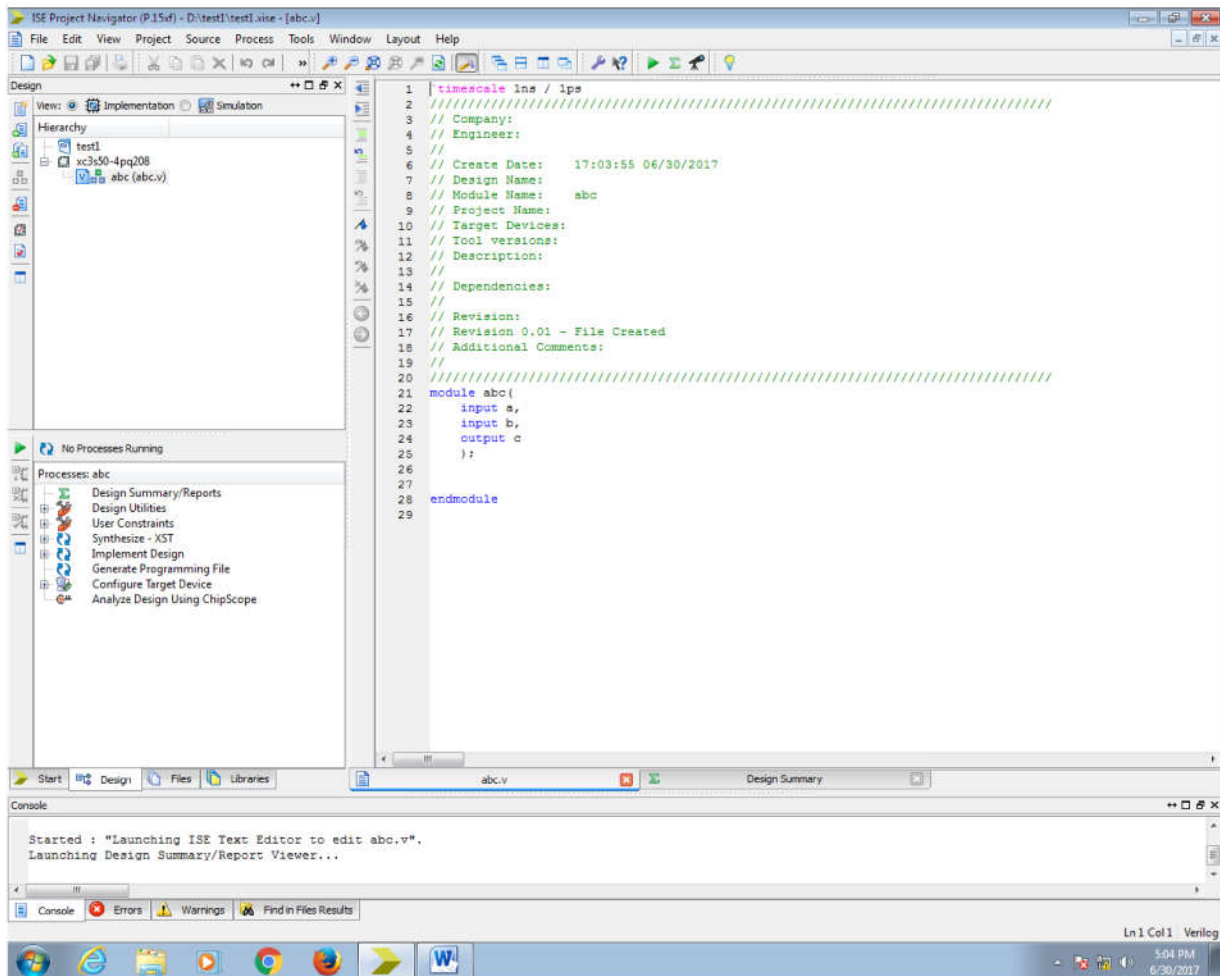 ISE Project Navigator (P.15xf) - D:\test1\test1.xise - [abc.v]
File Edit View Project Source Process Tools Window Layout Help
Design
View: Implementation Simulation
Hierarchy
test1
xc3s50-4pq208
abc (abc.v)
No Processes Running
Processes: abc
Design Summary/Reports
Design Utilities
User Constraints
Synthesize - XST
Implement Design
Generate Programming File
Configure Target Device
Analyze Design Using ChipScope
Start Design Files Libraries
1 `timescale 1ns / 1ps
2 //////////////////////////////////////////////////////////////////////////////////
3 // Company:
4 // Engineer:
5 //
6 // Create Date:    17:03:55 06/30/2017
7 // Design Name:
8 // Module Name:    abc
9 // Project Name:
10 // Target Devices:
11 // Tool versions:
12 // Description:
13 //
14 // Dependencies:
15 //
16 // Revision:
17 // Revision 0.01 - File Created
18 // Additional Comments:
19 //
20 //////////////////////////////////////////////////////////////////////////////////
21 module abc(
22     input a,
23     input b,
24     output c
25     );
26
27
28 endmodule
29
abc.v Design Summary
Console
Started : "Launching ISE Text Editor to edit abc.v".
Launching Design Summary/Report Viewer...
Console Errors Warnings Find in Files Results
Ln 1 Col 1 Verilog
5:04 PM
6/30/2017